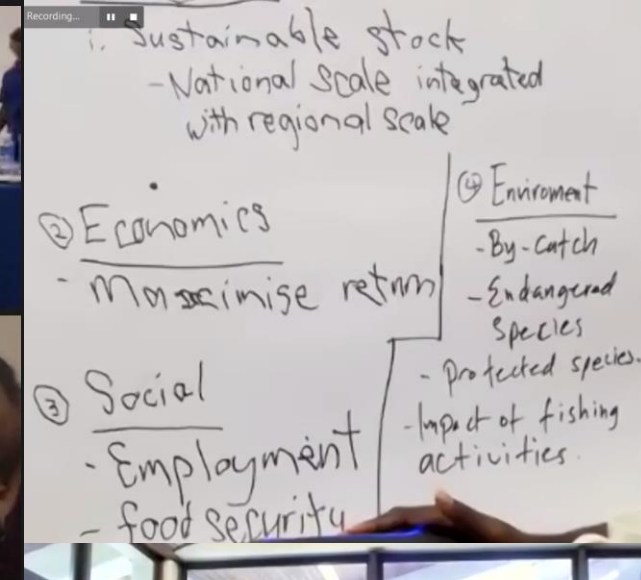 Recording...
i. Sustainable stock
- National scale integrated
with regional scale
② Economics
- Maximise return
③ Social
- Employment
- food security
④ Enviroment
- By-catch
- Endangered
Species
- protected species.
- Impact of fishing
activities.